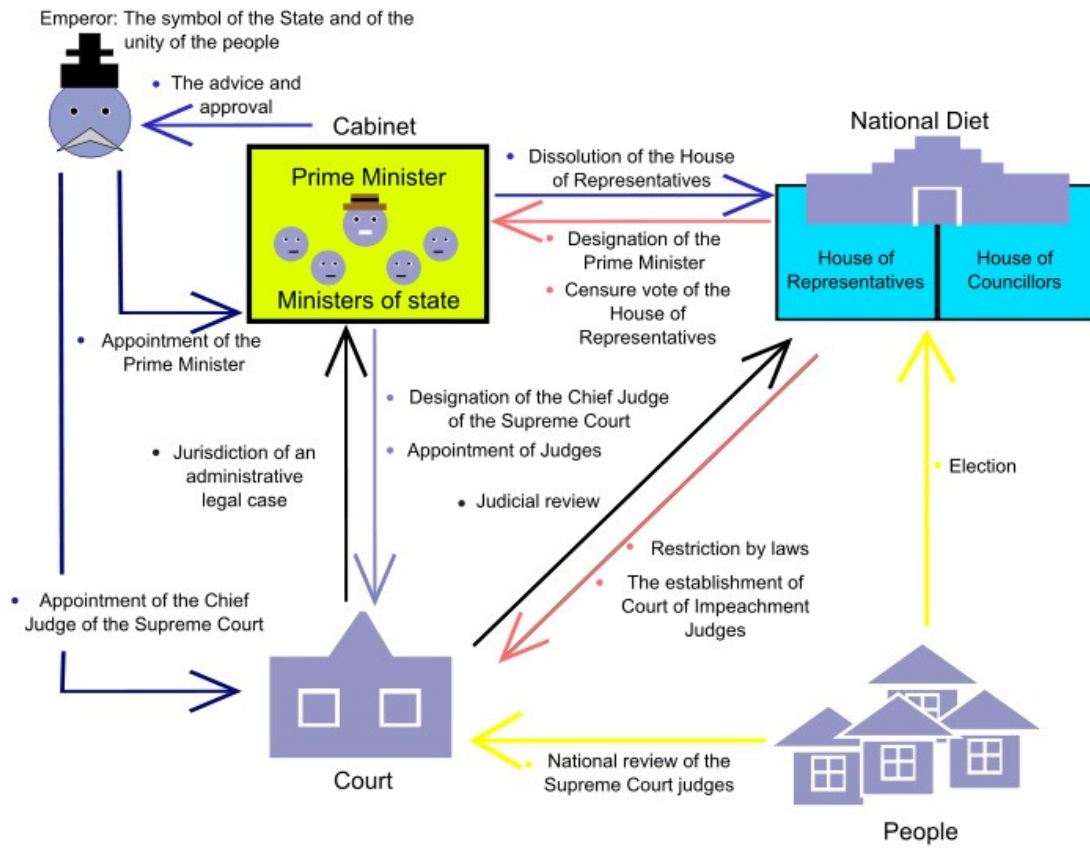 Emperor: The symbol of the State and of the
unity of the people
The advice and
approval
Cabinet
National Diet
Prime Minister
Ministers of state
Dissolution of the House
of Representatives
Designation of the
Prime Minister
Censure vote of the
House of
Representatives
House of
Representatives
House of
Councillors
Appointment of the
Prime Minister
Designation of the Chief Judge
of the Supreme Court
Appointment of Judges
Jurisdiction of an
administrative
legal case
Judicial review
Election
Restriction by laws
The establishment of
Court of Impeachment
Judges
Appointment of the Chief
Judge of the Supreme Court
Court
National review of the
Supreme Court judges
People